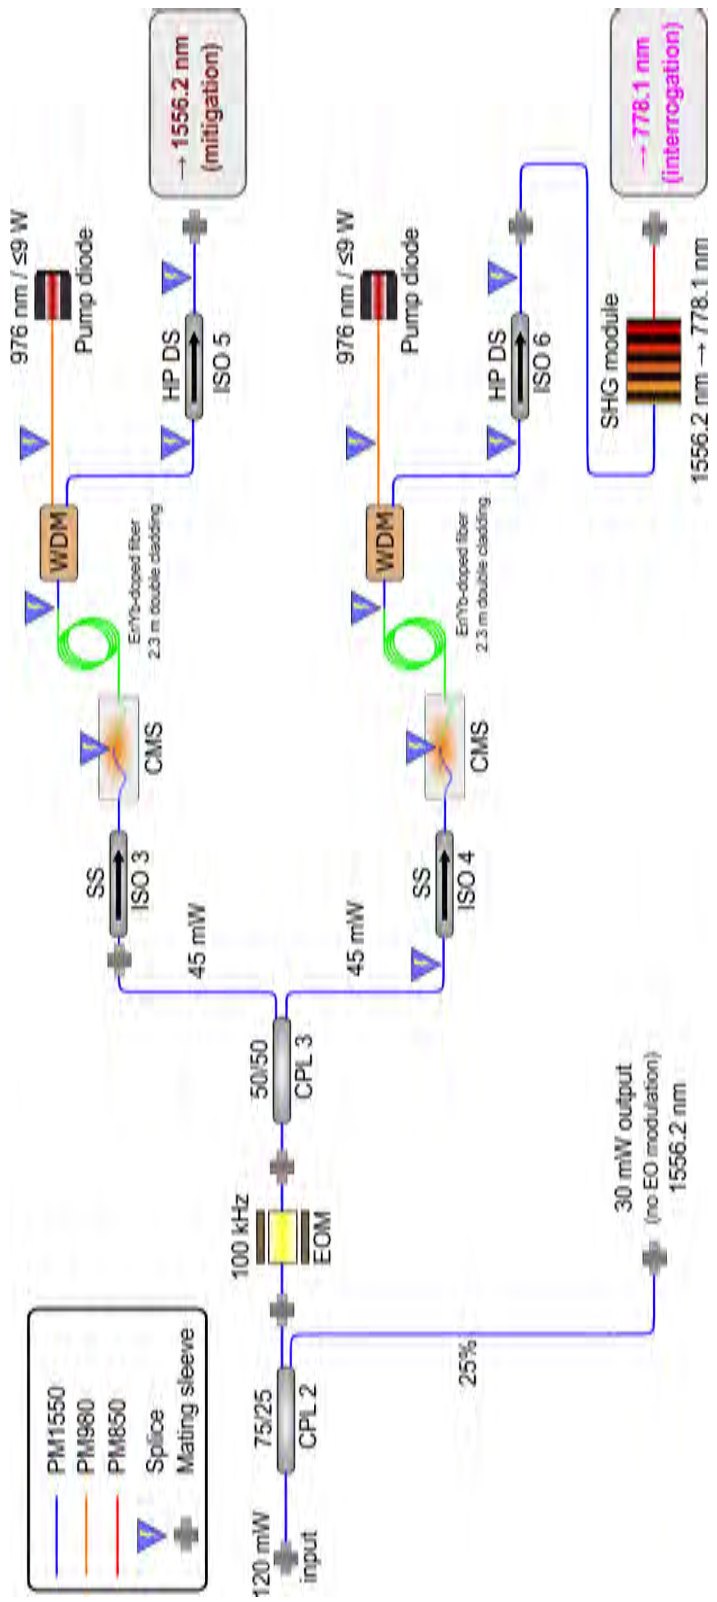 PM1550
PM980
PM850
Splice
Mating sleeve
120 mW
input
75/25
CPL 2
25%
30 mW output
(no EO modulation)
1556.2 nm
100 kHz
EOM
50/50
CPL 3
45 mW
SS
ISO 3
CMS
Er/Yb-doped fiber
2.3 m double cladding
WDM
976 nm / ≤9 W
Pump diode
HP DS
ISO 5
→ 1556.2 nm
(mitigation)
45 mW
SS
ISO 4
CMS
Er/Yb-doped fiber
2.3 m double cladding
WDM
976 nm / ≤9 W
Pump diode
HP DS
ISO 6
SHG module
1556.2 nm → 778.1 nm
→ 778.1 nm
(interrogation)